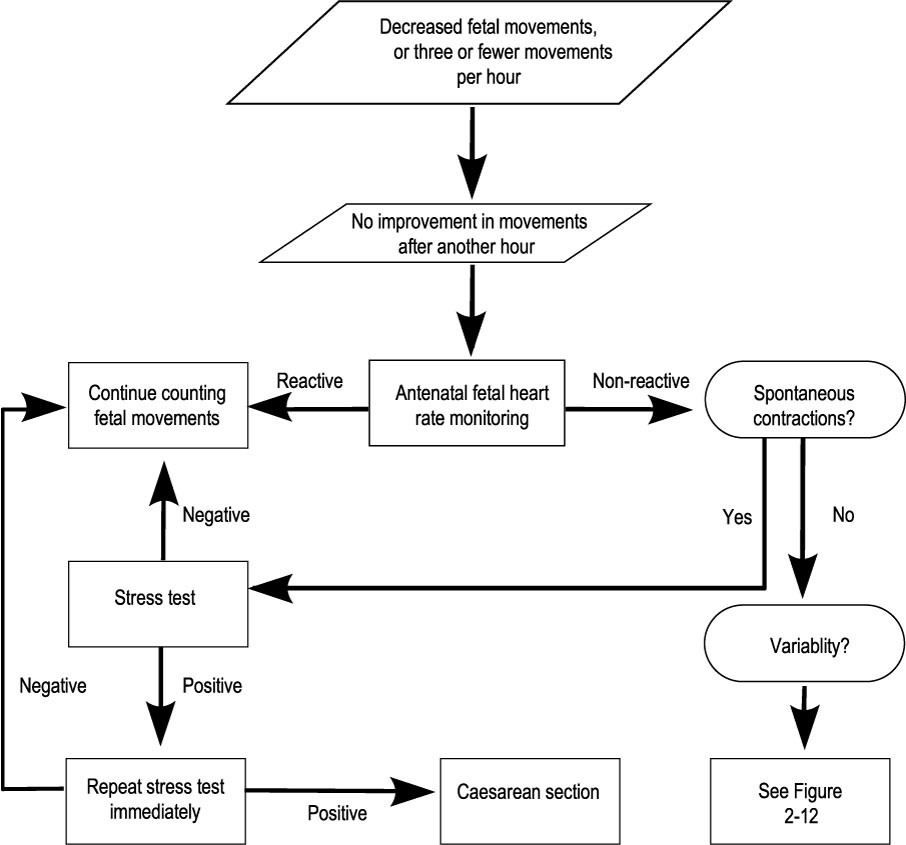 Decreased fetal movements,
or three or fewer movements
per hour
No improvement in movements
after another hour
Continue counting
fetal movements
Reactive
Antenatal fetal heart
rate monitoring
Non-reactive
Spontaneous
contractions?
Negative
Yes
No
Stress test
Variablity?
Negative
Positive
Repeat stress test
immediately
Positive
Caesarean section
See Figure
2-12